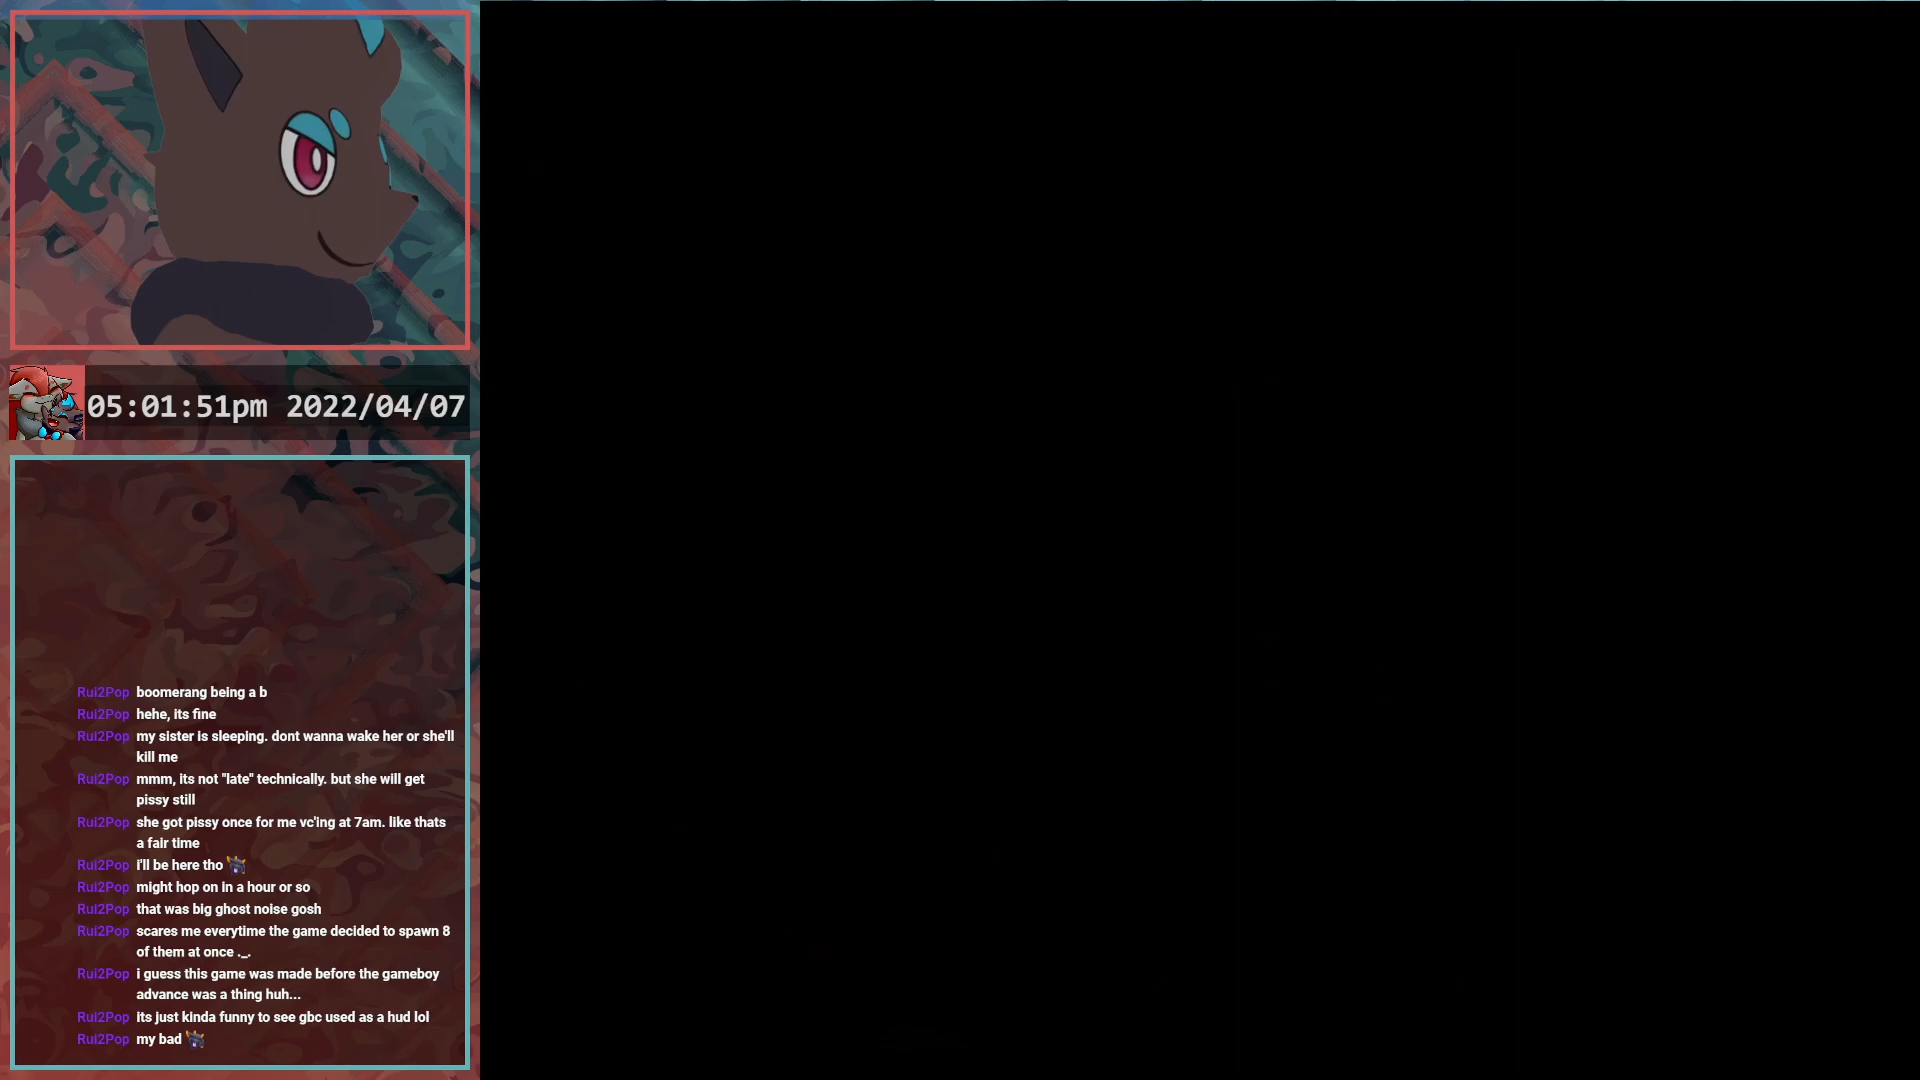 05:01:51pm 2022/04/07
Rui2Pop boomerang being a b
Rui2Pop hehe, its fine
Rui2Pop my sister is sleeping. dont wanna wake her or she'll
kill me
Rui2Pop mmm, its not "late" technically. but she will get
pissy still
Rui2Pop she got pissy once for me vc'ing at 7am. like thats
a fair time
Rui2Pop i'll be here tho
Rui2Pop might hop on in a hour or so
Rui2Pop that was big ghost noise gosh
Rui2Pop scares me everytime the game decided to spawn 8
of them at once ._.
Rui2Pop i guess this game was made before the gameboy
advance was a thing huh...
Rui2Pop its just kinda funny to see gbc used as a hud lol
Rui2Pop my bad